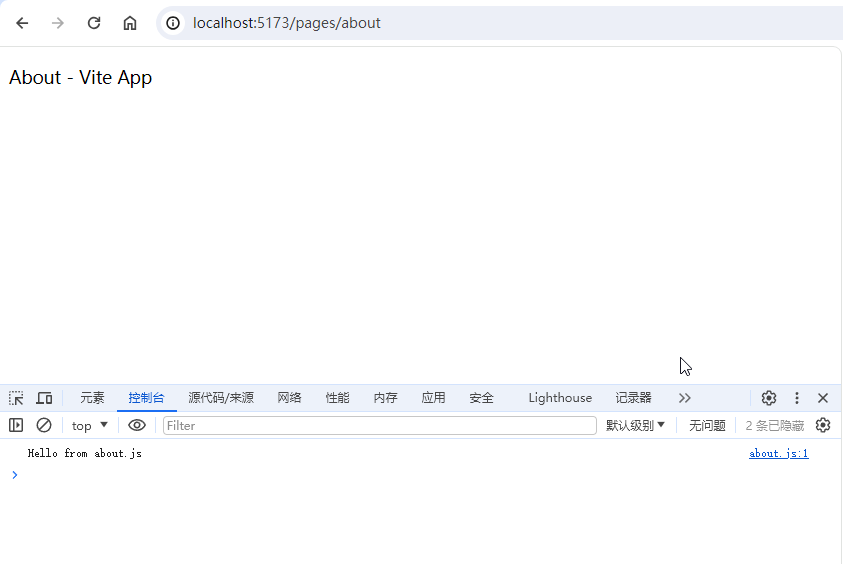 localhost:5173/pages/about
About - Vite App
元素 控制台 源代码/来源 网络 性能 内存 应用 安全 Lighthouse 记录器
top Filter 默认级别 无问题 2 条已隐藏
Hello from about.js about.js:1